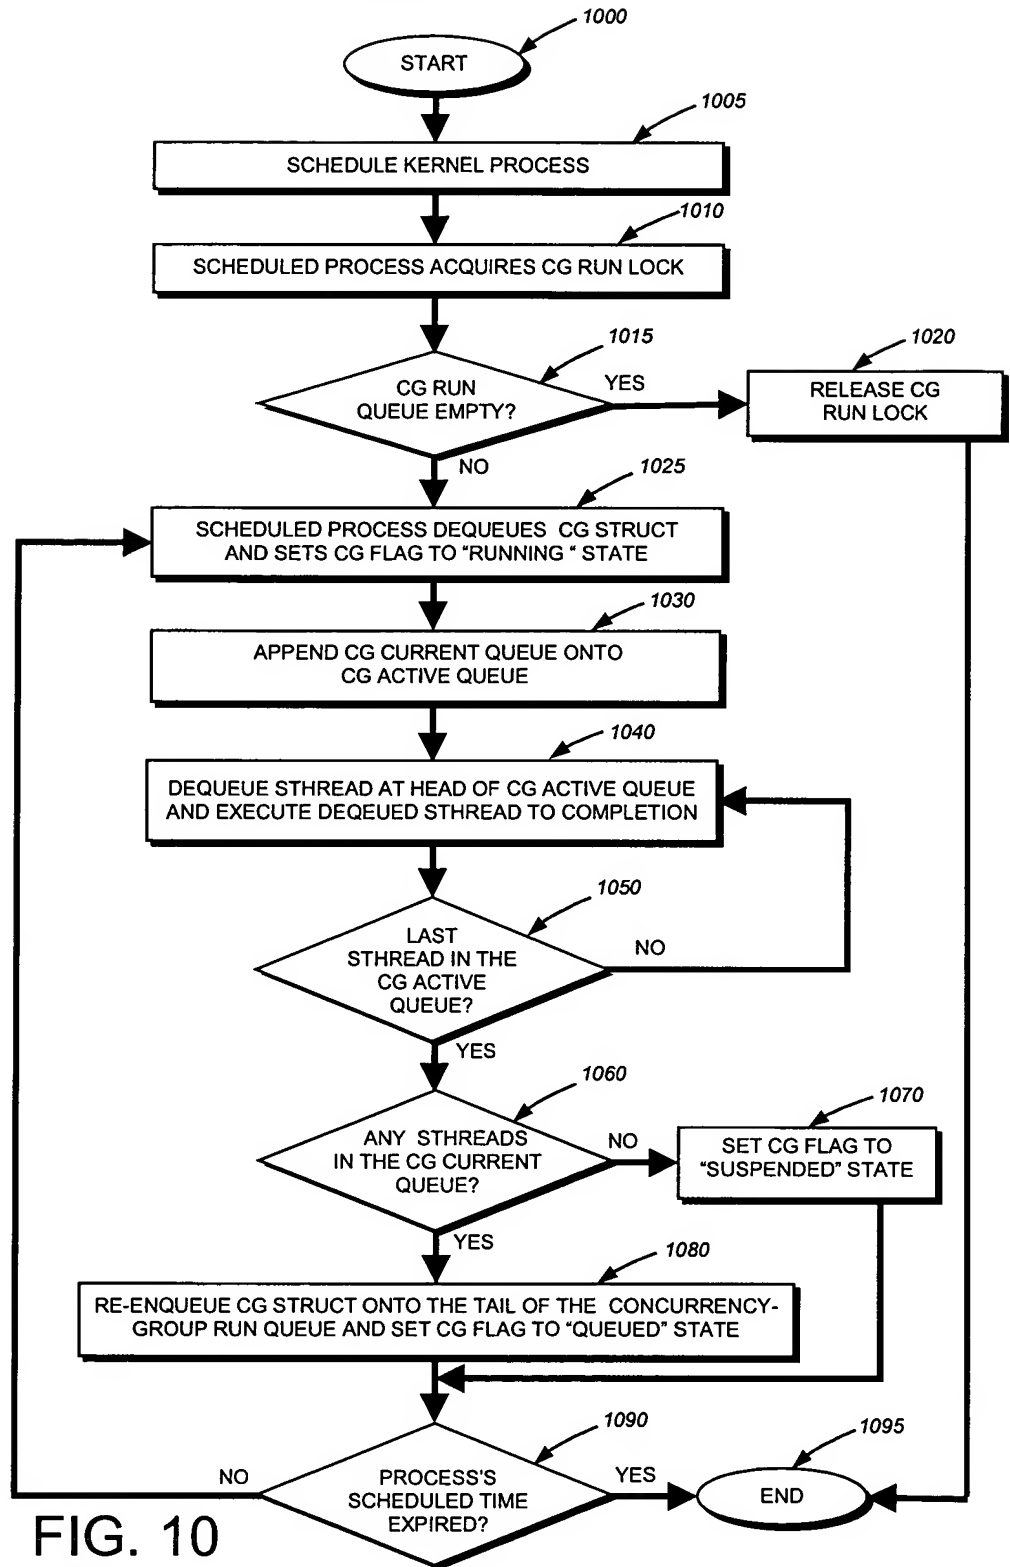 1000
START
1005
SCHEDULE KERNEL PROCESS
1010
SCHEDULED PROCESS ACQUIRES CG RUN LOCK
1015
CG RUN
QUEUE EMPTY?
YES
1020
RELEASE CG
RUN LOCK
NO
1025
SCHEDULED PROCESS DEQUEUES CG STRUCT
AND SETS CG FLAG TO "RUNNING " STATE
1030
APPEND CG CURRENT QUEUE ONTO
CG ACTIVE QUEUE
1040
DEQUEUE STHREAD AT HEAD OF CG ACTIVE QUEUE
AND EXECUTE DEQEUED STHREAD TO COMPLETION
1050
LAST
STHREAD IN THE
CG ACTIVE
QUEUE?
NO
YES
1060
ANY STHREADS
IN THE CG CURRENT
QUEUE?
NO
1070
SET CG FLAG TO
"SUSPENDED" STATE
YES
1080
RE-ENQUEUE CG STRUCT ONTO THE TAIL OF THE CONCURRENCY-
GROUP RUN QUEUE AND SET CG FLAG TO "QUEUED" STATE
1090
NO
PROCESS'S
SCHEDULED TIME
EXPIRED?
YES
1095
END
FIG. 10